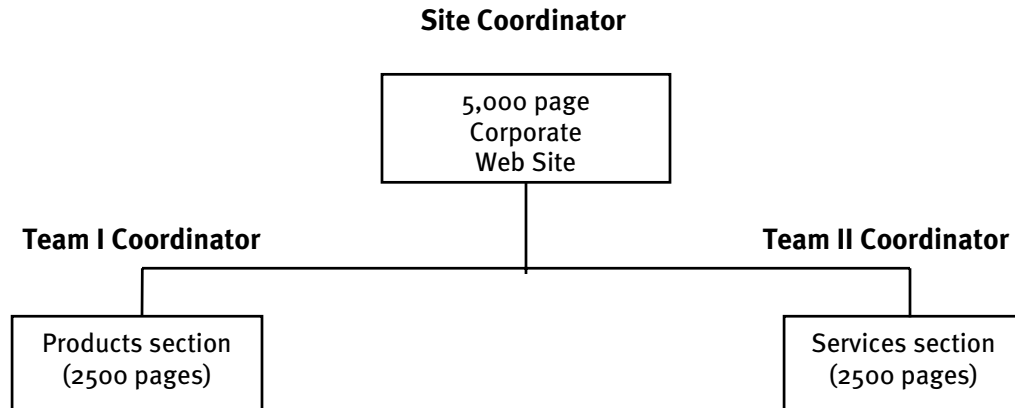 Site Coordinator
5,000 page
Corporate
Web Site
Team I Coordinator
Team II Coordinator
Products section
(2500 pages)
Services section
(2500 pages)